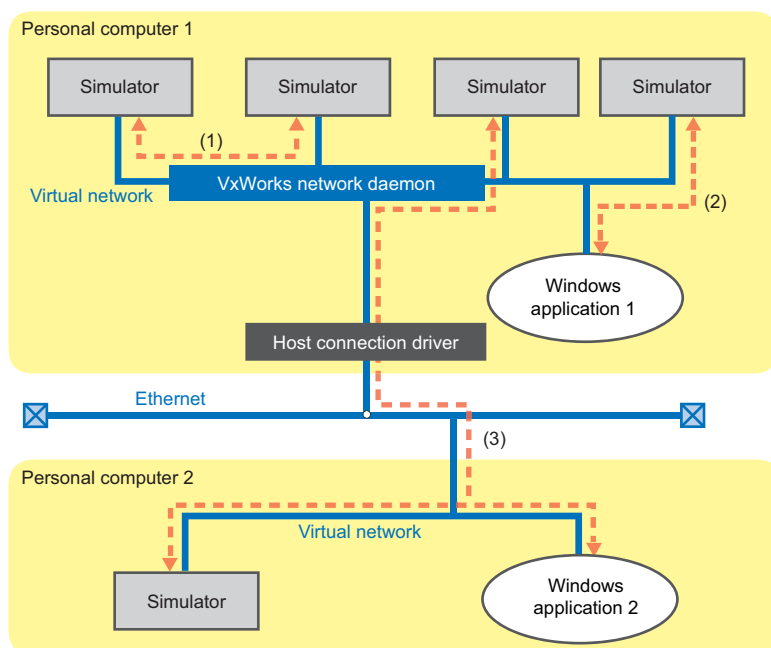 Personal computer 1
Simulator
Simulator
Simulator
Simulator
(1)
VxWorks network daemon
Virtual network
(2)
Windows
application 1
Host connection driver
Ethernet
(3)
Personal computer 2
Virtual network
Simulator
Windows
application 2